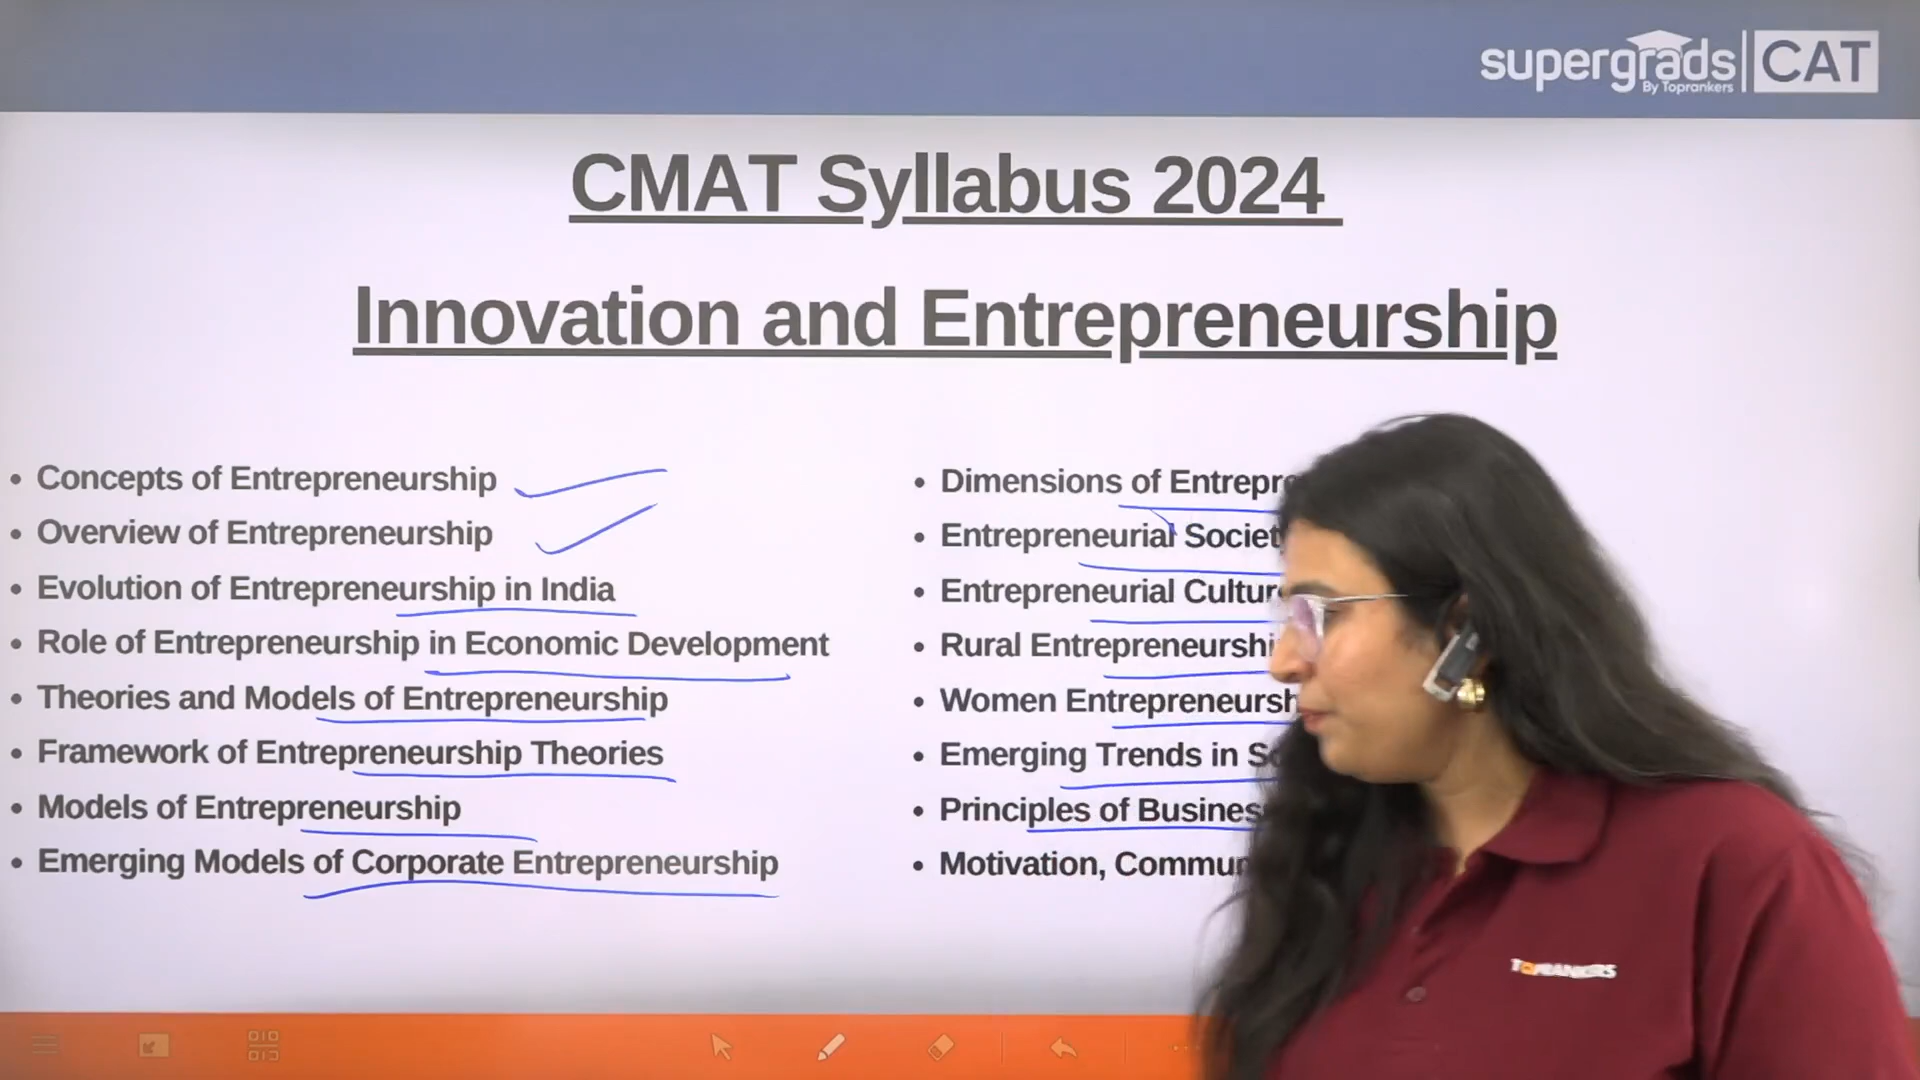 supergrads CAT
By Toprankers
CMAT Syllabus 2024
Innovation and Entrepreneurship
• Concepts of Entrepreneurship
• Overview of Entrepreneurship
• Evolution of Entrepreneurship in India
• Role of Entrepreneurship in Economic Development
• Theories and Models of Entrepreneurship
• Framework of Entrepreneurship Theories
• Models of Entrepreneurship
• Emerging Models of Corporate Entrepreneurship
• Dimensions of
• Entrepreneurial
• Entrepreneurial
• Rural
• Women
• Emerging Trends in
• Principles of Business
• Motivation,
TOPRANKERS